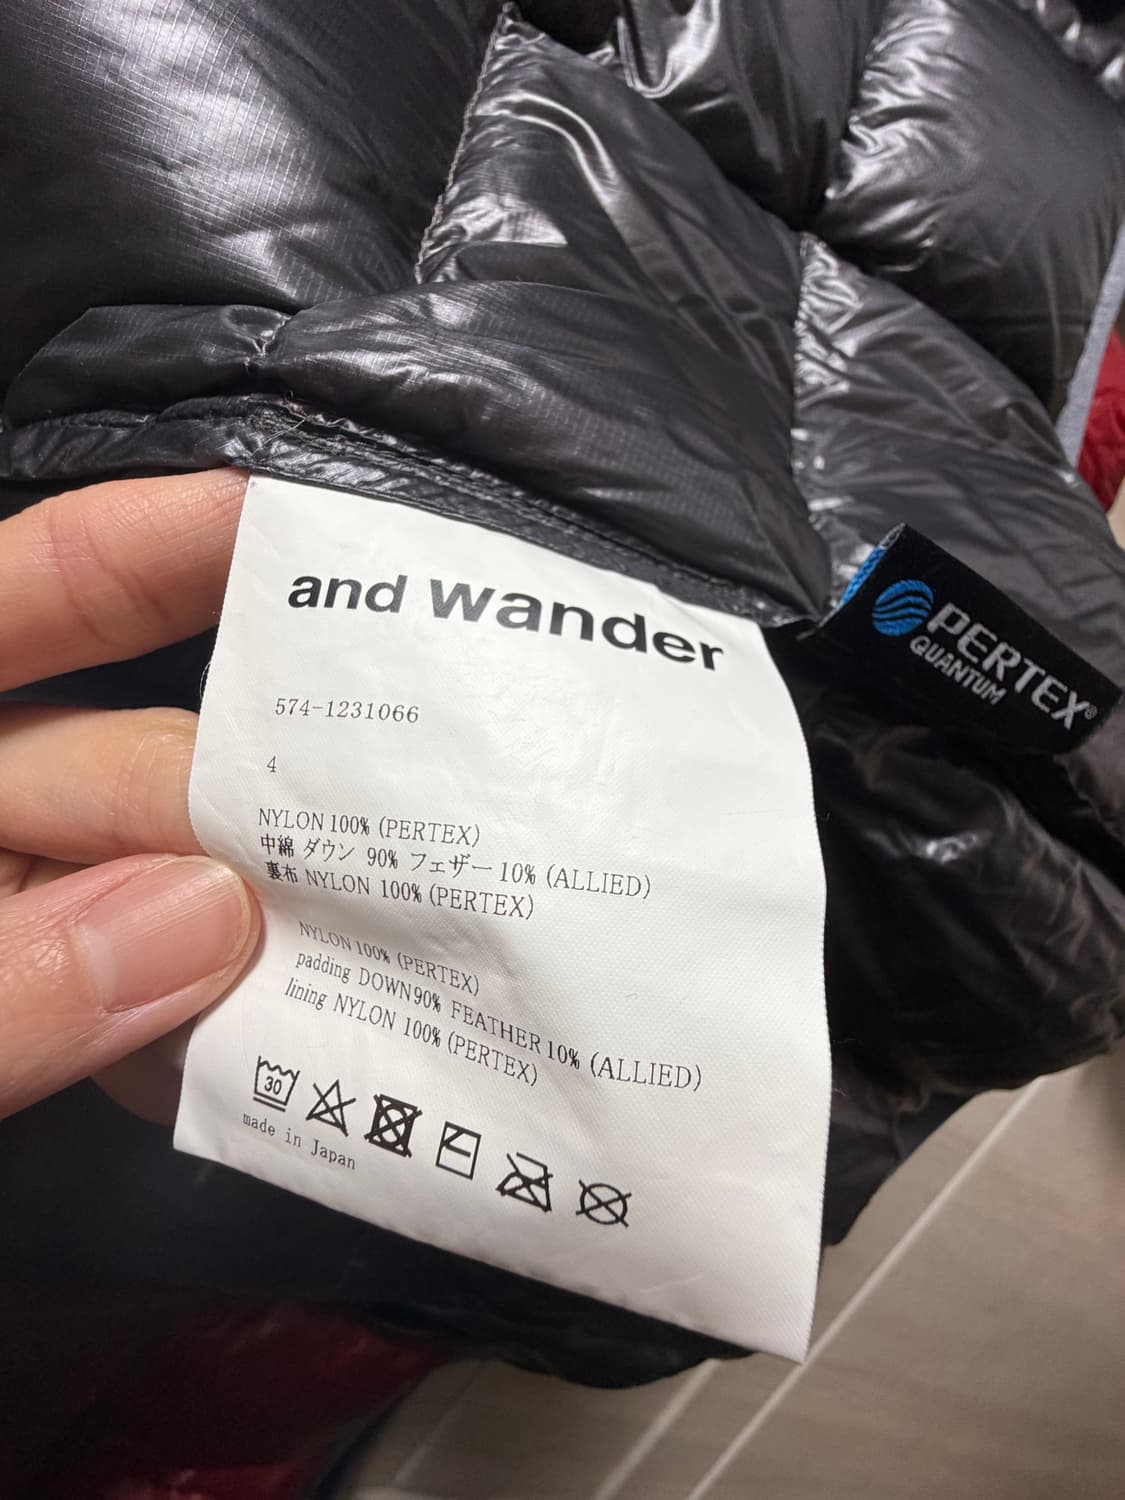 and wander
574-1231066
4
NYLON 100% (PERTEX)
中綿 ダウン 90% フェザー 10% (ALLIED)
裏布 NYLON 100% (PERTEX)
NYLON 100% (PERTEX)
padding DOWN90% FEATHER 10% (ALLIED)
lining NYLON 100% (PERTEX)
30
made in Japan
PERTEX®
QUANTUM